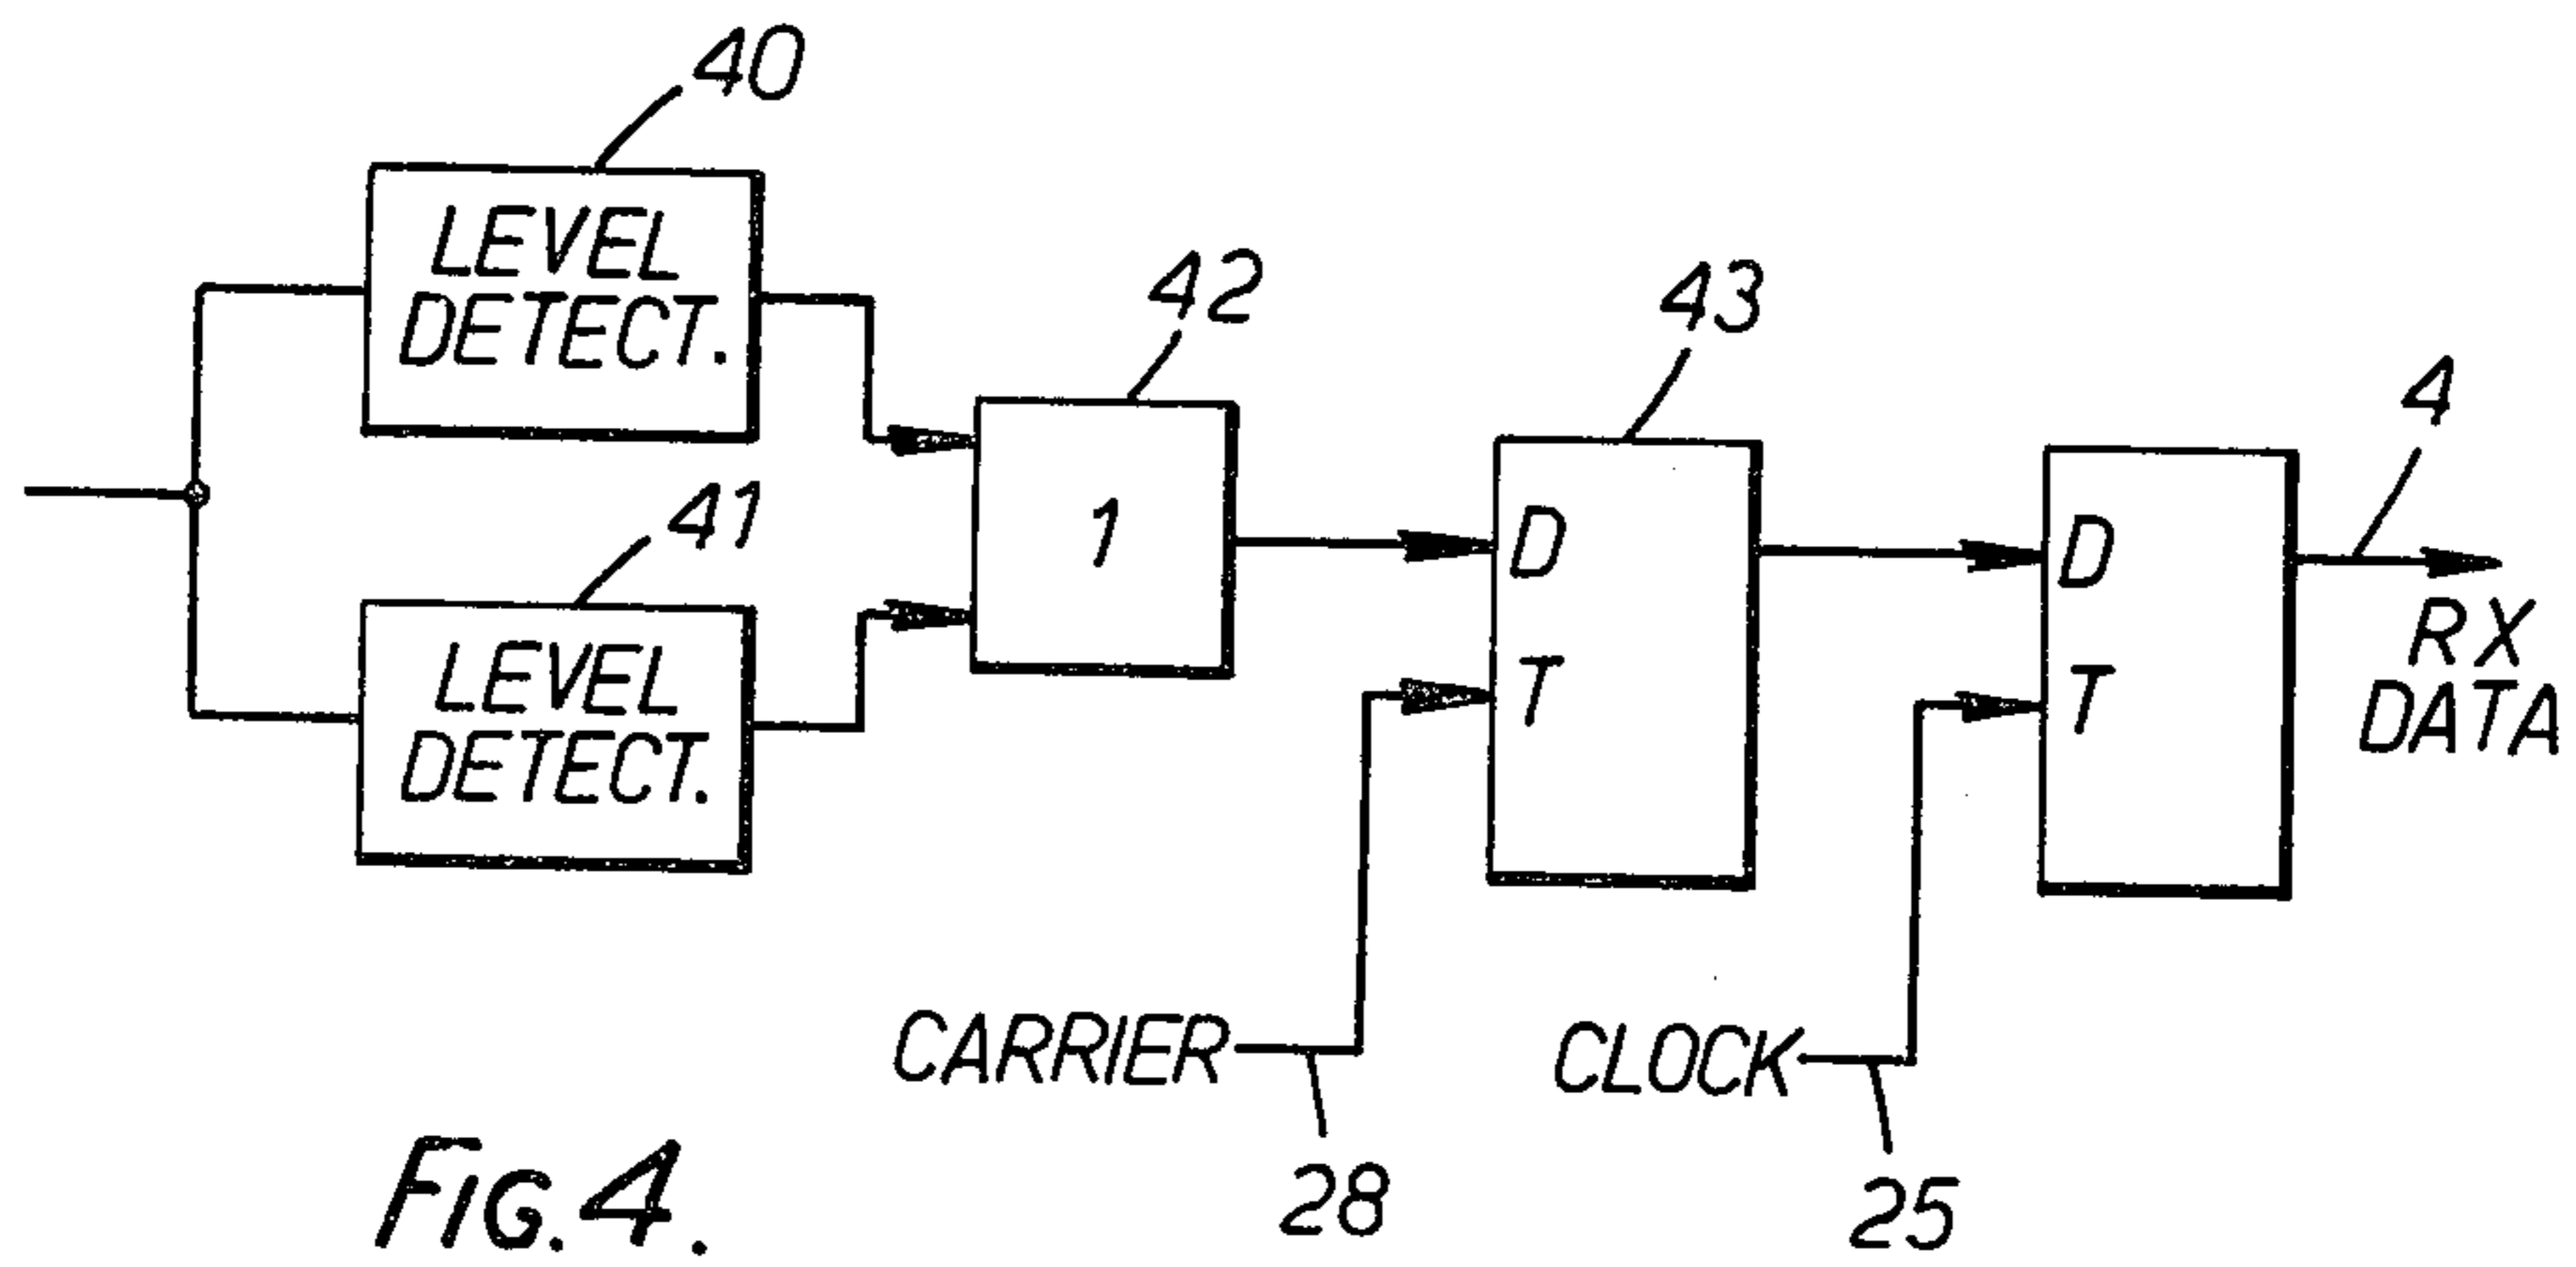 40
LEVEL
DETECT.
42
43
4
41
1
D
T
D
T
RX
DATA
LEVEL
DETECT.
CARRIER
CLOCK
28
25
FIG. 4.